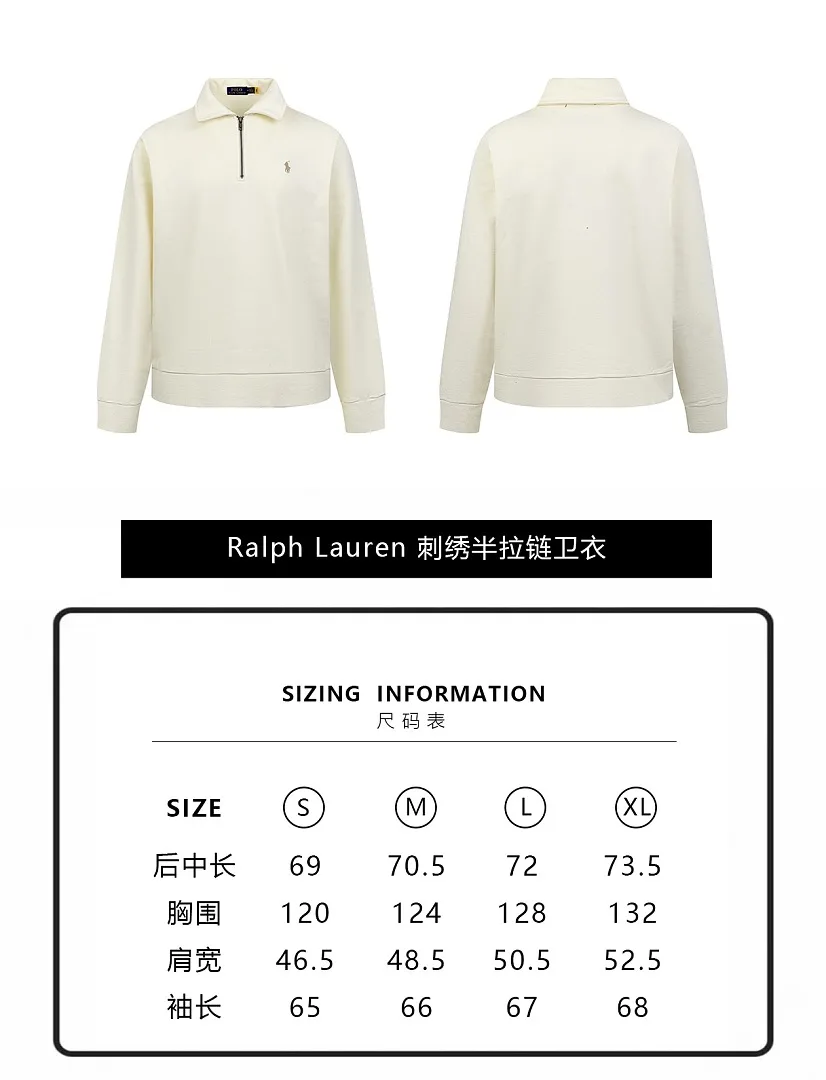 POLO
Ralph Lauren 刺绣半拉链卫衣
SIZING INFORMATION
尺码表
SIZE S M L XL
后中长 69 70.5 72 73.5
胸围 120 124 128 132
肩宽 46.5 48.5 50.5 52.5
袖长 65 66 67 68